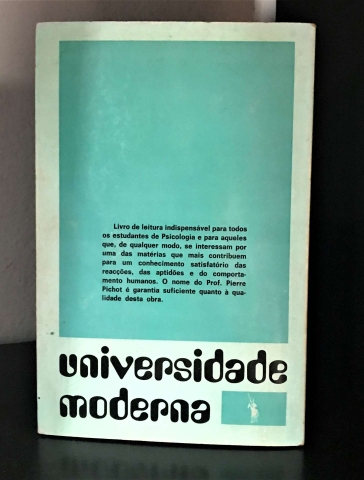 Livro de leitura indispensável para todos
os estudantes de Psicologia e para aqueles
que, de qualquer modo, se interessam por
uma das matérias que mais contribuem
para um conhecimento satisfatório das
reacções, das aptidões e do comporta-
mento humanos. O nome do Prof. Pierre
Pichot é garantia suficiente quanto à qua-
lidade desta obra.
universidade
moderna